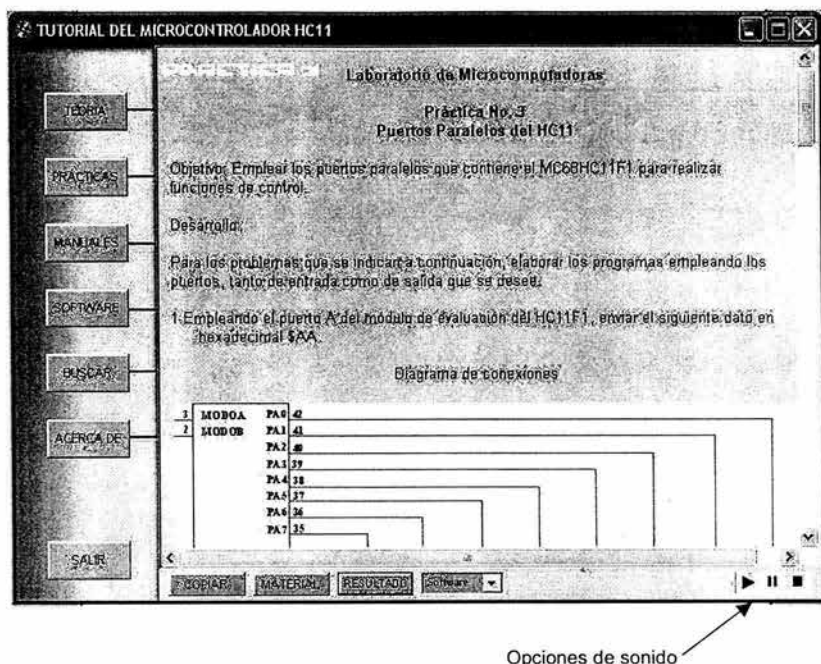 TUTORIAL DEL MICROCONTROLADOR HC11
PRACTICA 3
Laboratorio de Microcomputadoras
Práctica No. 3
Puertos Paralelos del HC11
Objetivo: Emplear los puertos paralelos que contiene el MC68HC11F1 para realizar
funciones de control.
Desarrollo:
Para los problemas que se indican a continuación, elaborar los programas empleando los
puertos, tanto de entrada como de salida que se desee.
1 Empleando el puerto A del módulo de evaluación del HC11F1, enviar el siguiente dato en
hexadecimal $AA.
Diagrama de conexiones
TEORIA
PRÁCTICAS
MANUALES
SOFTWARE
BUSCAR
ACERCA DE
SALIR
3 MODOA PA0 42
2 MODOB PA1 41
PA2 40
PA3 39
PA4 38
PA5 37
PA6 36
PA7 35
COPIAR MATERIAL RESULTADO Software
Opciones de sonido